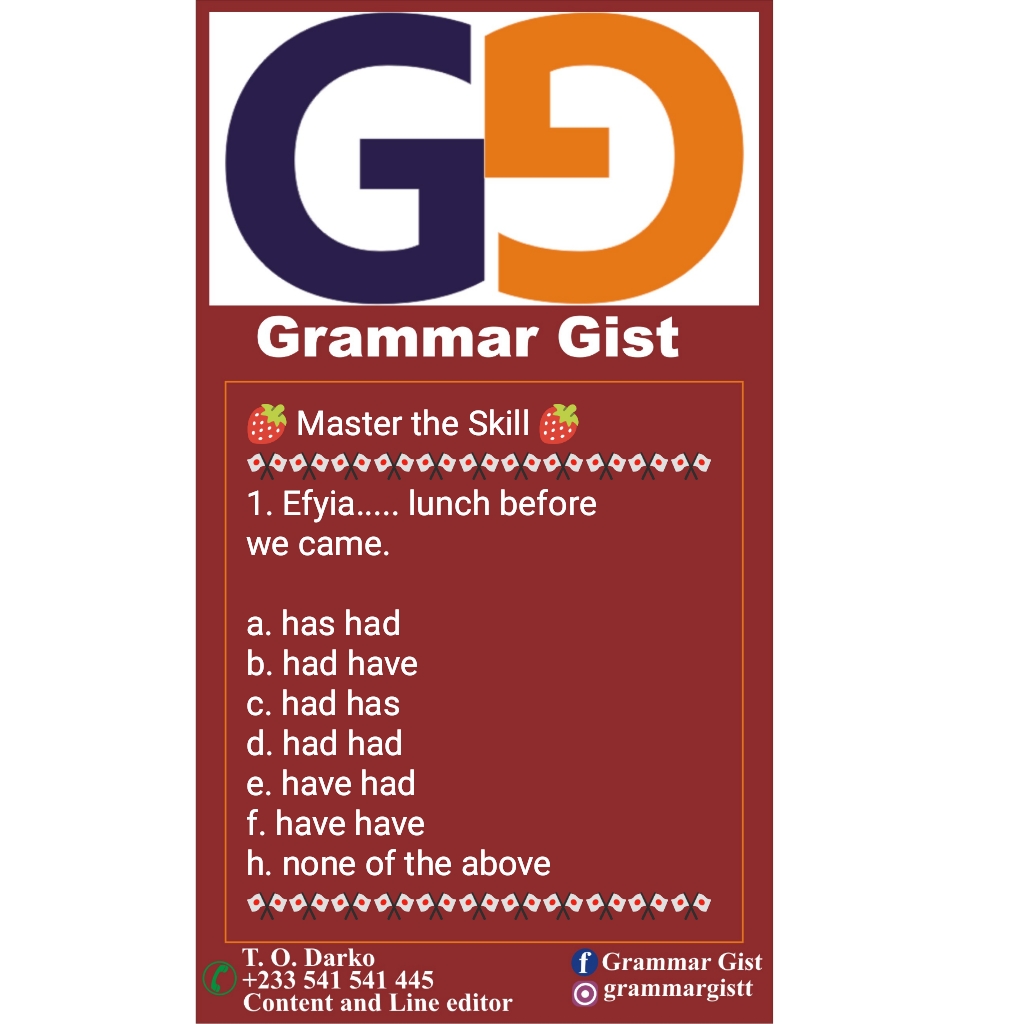 GG
Grammar Gist
🍓 Master the Skill 🍓
🎌🎌🎌🎌🎌🎌🎌🎌🎌🎌🎌
1. Efyia..... lunch before
we came.
a. has had
b. had have
c. had has
d. had had
e. have had
f. have have
h. none of the above
🎌🎌🎌🎌🎌🎌🎌🎌🎌🎌🎌
T. O. Darko
+233 541 541 445
Content and Line editor
f Grammar Gist
grammargistt